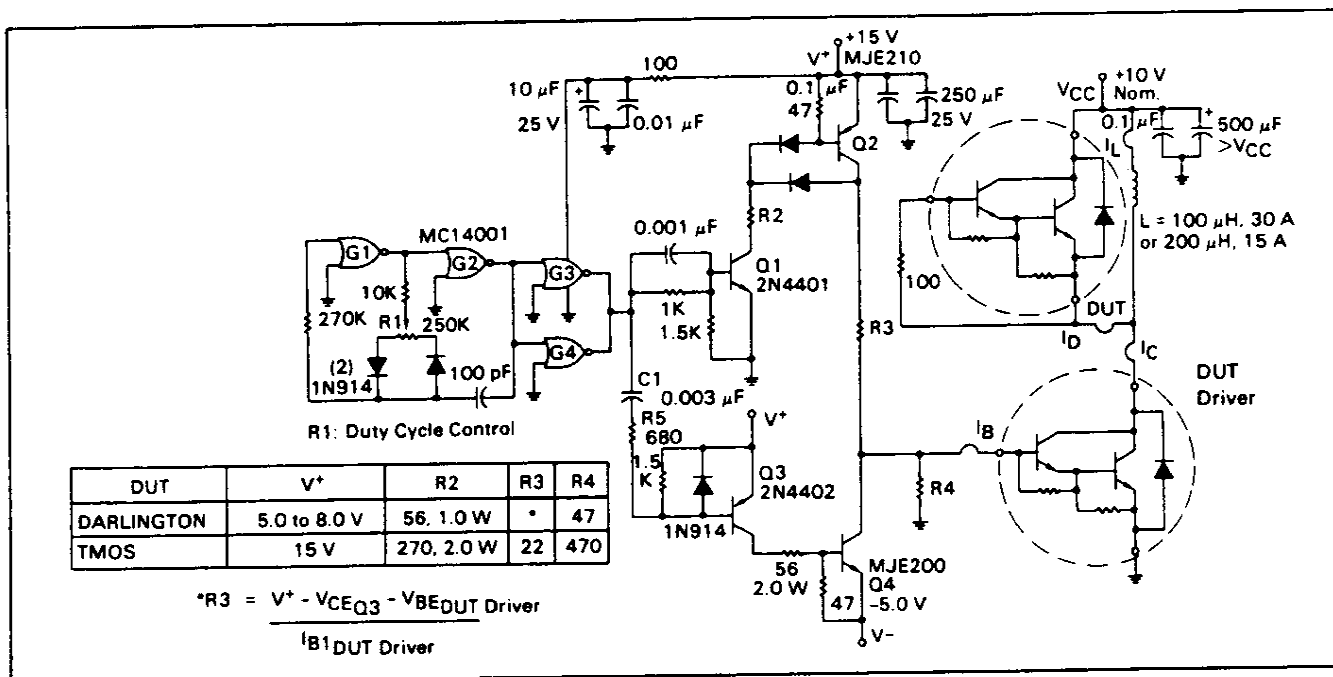 +15 V
V+
MJE210
100
10 µF
+
25 V
0.01 µF
0.1 µF
47
250 µF
25 V
Q2
+10 V
Nom.
VCC
0.1 µF
+
500 µF
>VCC
IL
L = 100 µH, 30 A
or 200 µH, 15 A
100
DUT
ID
IC
MC14001
G1
G2
G3
G4
10K
270K
R1
250K
(2)
1N914
100 pF
R1: Duty Cycle Control
0.001 µF
R2
Q1
2N4401
1K
1.5K
R3
C1
0.003 µF
V+
R5
680
1.5
K
Q3
2N4402
1N914
56
2.0 W
47
MJE200
Q4
-5.0 V
V-
IB
R4
DUT
Driver
DUT V+ R2 R3 R4
DARLINGTON 5.0 to 8.0 V 56, 1.0 W * 47
TMOS 15 V 270, 2.0 W 22 470
*R3 = V+ - VCEQ3 - VBEDUT Driver
IB1DUT Driver